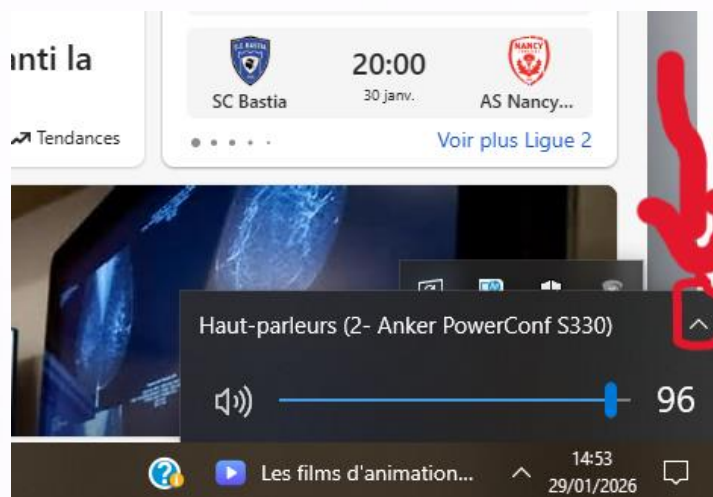 anti la
Tendances
SC Bastia
20:00
30 janv.
AS Nancy...
Voir plus Ligue 2
Haut-parleurs (2- Anker PowerConf S330)
96
Les films d'animation...
14:53
29/01/2026